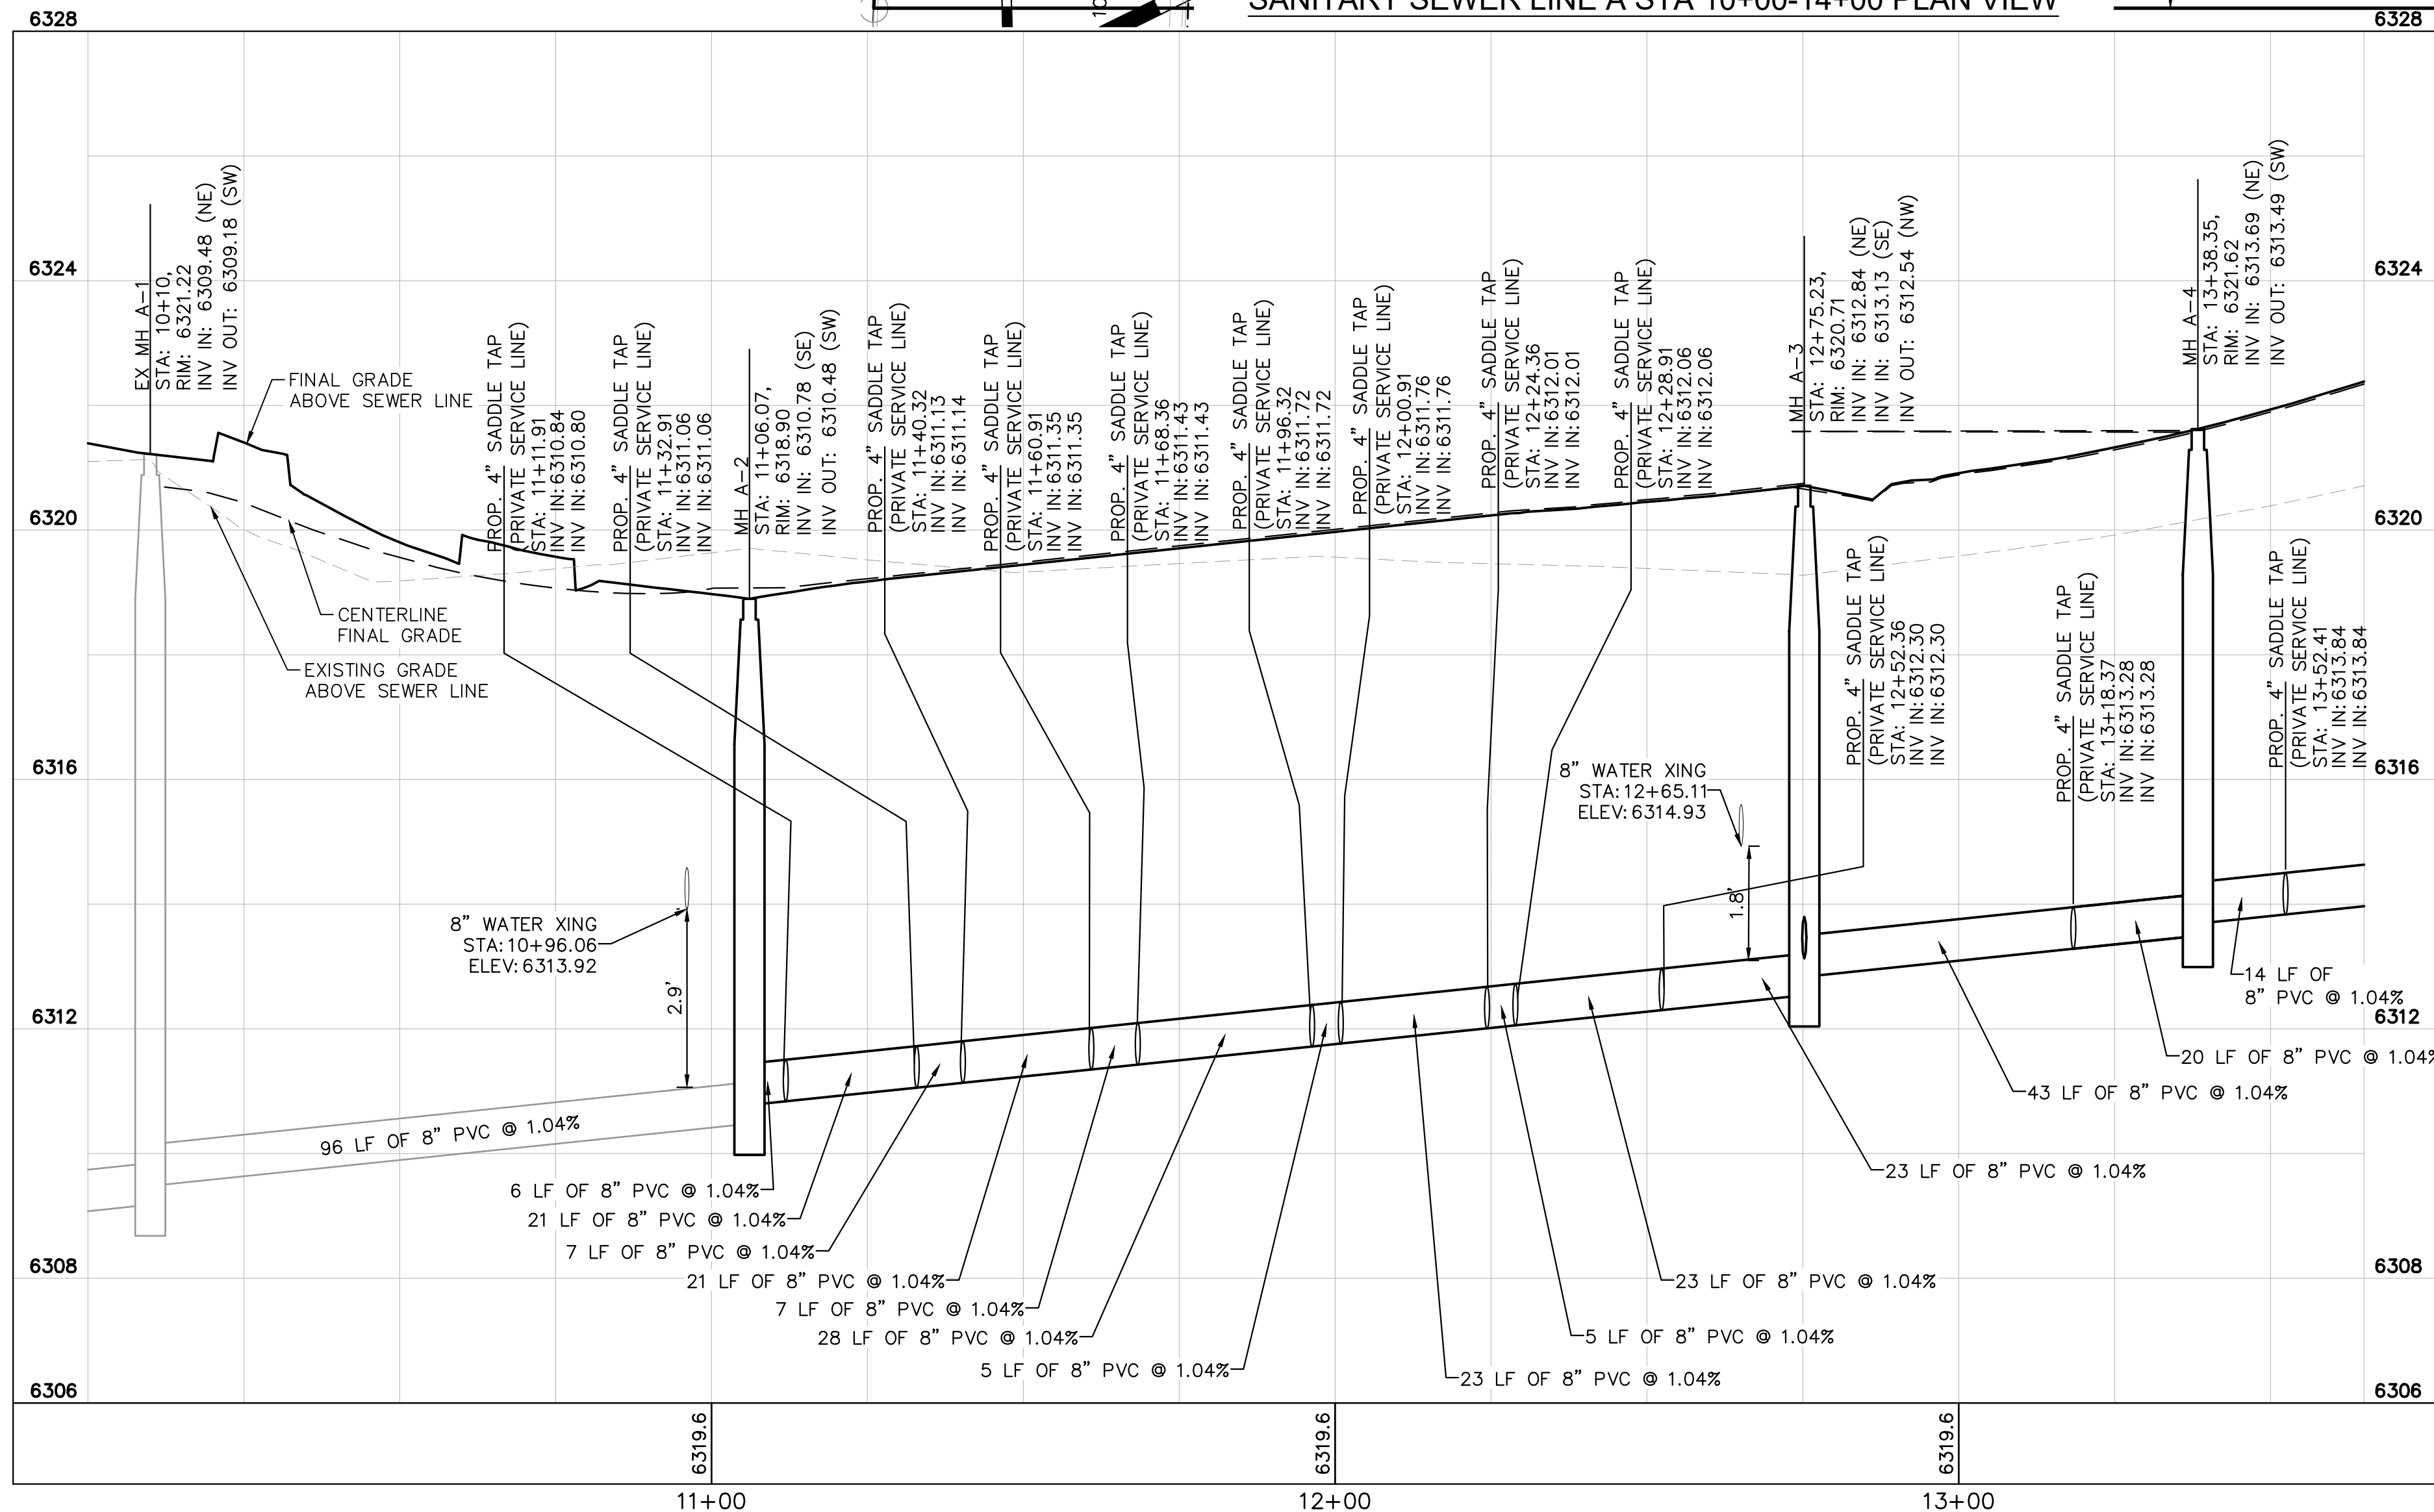 SANITARY SEWER LINE A STA 10+00-14+00 PLAN VIEW
6328
6328
6324
6324
6320
6320
6316
6316
6312
6312
6308
6308
6306
6306
EX MH A-1
STA: 10+10,
RIM: 6321.22
INV IN: 6309.48 (NE)
INV OUT: 6309.18 (SW)
FINAL GRADE
ABOVE SEWER LINE
CENTERLINE
FINAL GRADE
EXISTING GRADE
ABOVE SEWER LINE
PROP. 4" SADDLE TAP
(PRIVATE SERVICE LINE)
STA: 11+11.91
INV IN:6310.84
INV IN:6310.80
PROP. 4" SADDLE TAP
(PRIVATE SERVICE LINE)
STA: 11+32.91
INV IN:6311.06
INV IN:6311.06
MH A-2
STA: 11+06.07,
RIM: 6318.90
INV IN: 6310.78 (SE)
INV OUT: 6310.48 (SW)
PROP. 4" SADDLE TAP
(PRIVATE SERVICE LINE)
STA: 11+40.32
INV IN:6311.13
INV IN:6311.14
PROP. 4" SADDLE TAP
(PRIVATE SERVICE LINE)
STA: 11+60.91
INV IN:6311.35
INV IN:6311.35
PROP. 4" SADDLE TAP
(PRIVATE SERVICE LINE)
STA: 11+68.36
INV IN:6311.43
INV IN:6311.43
PROP. 4" SADDLE TAP
(PRIVATE SERVICE LINE)
STA: 11+96.32
INV IN:6311.72
INV IN:6311.72
PROP. 4" SADDLE TAP
(PRIVATE SERVICE LINE)
STA: 12+00.91
INV IN:6311.76
INV IN:6311.76
PROP. 4" SADDLE TAP
(PRIVATE SERVICE LINE)
STA: 12+24.36
INV IN:6312.01
INV IN:6312.01
PROP. 4" SADDLE TAP
(PRIVATE SERVICE LINE)
STA: 12+28.91
INV IN:6312.06
INV IN:6312.06
MH A-3
STA: 12+75.23,
RIM: 6320.71
INV IN: 6312.84 (NE)
INV IN: 6313.13 (SE)
INV OUT: 6312.54 (NW)
PROP. 4" SADDLE TAP
(PRIVATE SERVICE LINE)
STA: 12+52.36
INV IN:6312.30
INV IN:6312.30
PROP. 4" SADDLE TAP
(PRIVATE SERVICE LINE)
STA: 13+18.37
INV IN:6313.28
INV IN:6313.28
MH A-4
STA: 13+38.35,
RIM: 6321.62
INV IN: 6313.69 (NE)
INV OUT: 6313.49 (SW)
PROP. 4" SADDLE TAP
(PRIVATE SERVICE LINE)
STA: 13+52.41
INV IN:6313.84
INV IN:6313.84
8" WATER XING
STA:10+96.06
ELEV:6313.92
2.9'
8" WATER XING
STA:12+65.11
ELEV:6314.93
1.8'
96 LF OF 8" PVC @ 1.04%
6 LF OF 8" PVC @ 1.04%
21 LF OF 8" PVC @ 1.04%
7 LF OF 8" PVC @ 1.04%
21 LF OF 8" PVC @ 1.04%
7 LF OF 8" PVC @ 1.04%
28 LF OF 8" PVC @ 1.04%
5 LF OF 8" PVC @ 1.04%
23 LF OF 8" PVC @ 1.04%
5 LF OF 8" PVC @ 1.04%
23 LF OF 8" PVC @ 1.04%
23 LF OF 8" PVC @ 1.04%
43 LF OF 8" PVC @ 1.04%
20 LF OF 8" PVC @ 1.04%
14 LF OF
8" PVC @ 1.04%
6319.6
6319.6
6319.6
11+00
12+00
13+00